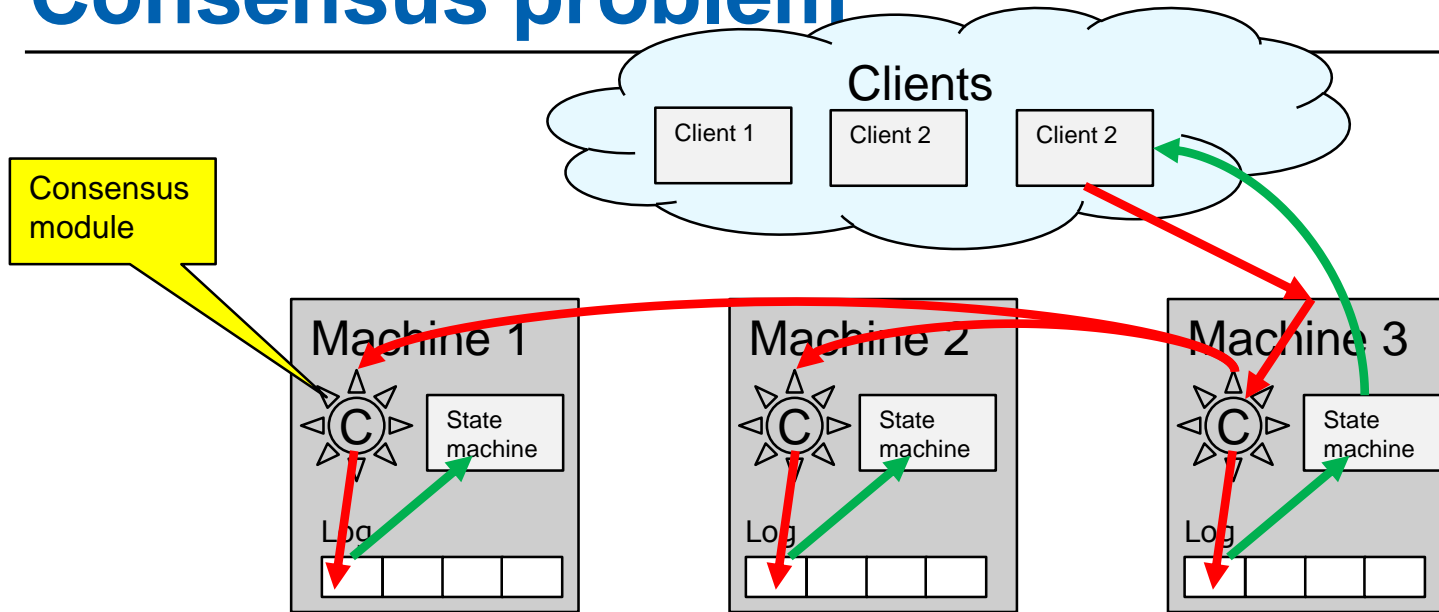 Consensus problem
Clients
Client 1
Client 2
Client 2
Consensus
module
Machine 1
Machine 2
Machine 3
C
State
machine
C
State
machine
C
State
machine
Log
Log
Log